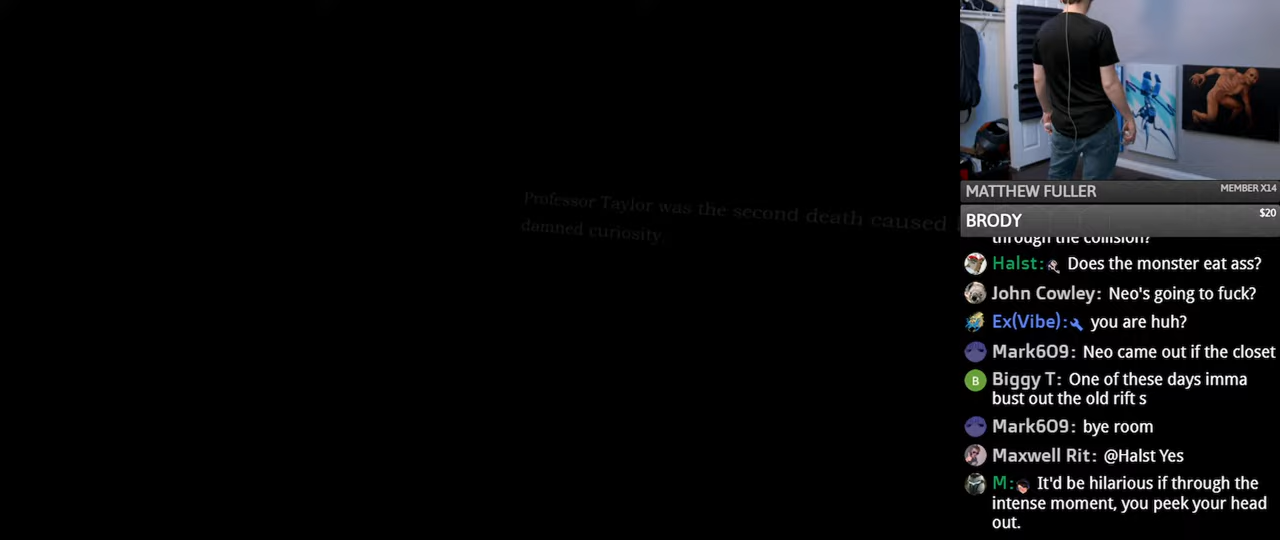 Professor Taylor was the second death caused
damned curiosity.
MATTHEW FULLER
MEMBER X14
BRODY
$20
through the collision?
Halst: Does the monster eat ass?
John Cowley: Neo's going to fuck?
Ex(Vibe): you are huh?
Mark609: Neo came out if the closet
B Biggy T: One of these days imma
bust out the old rift s
Mark609: bye room
Maxwell Rit: @Halst Yes
M: It'd be hilarious if through the
intense moment, you peek your head
out.